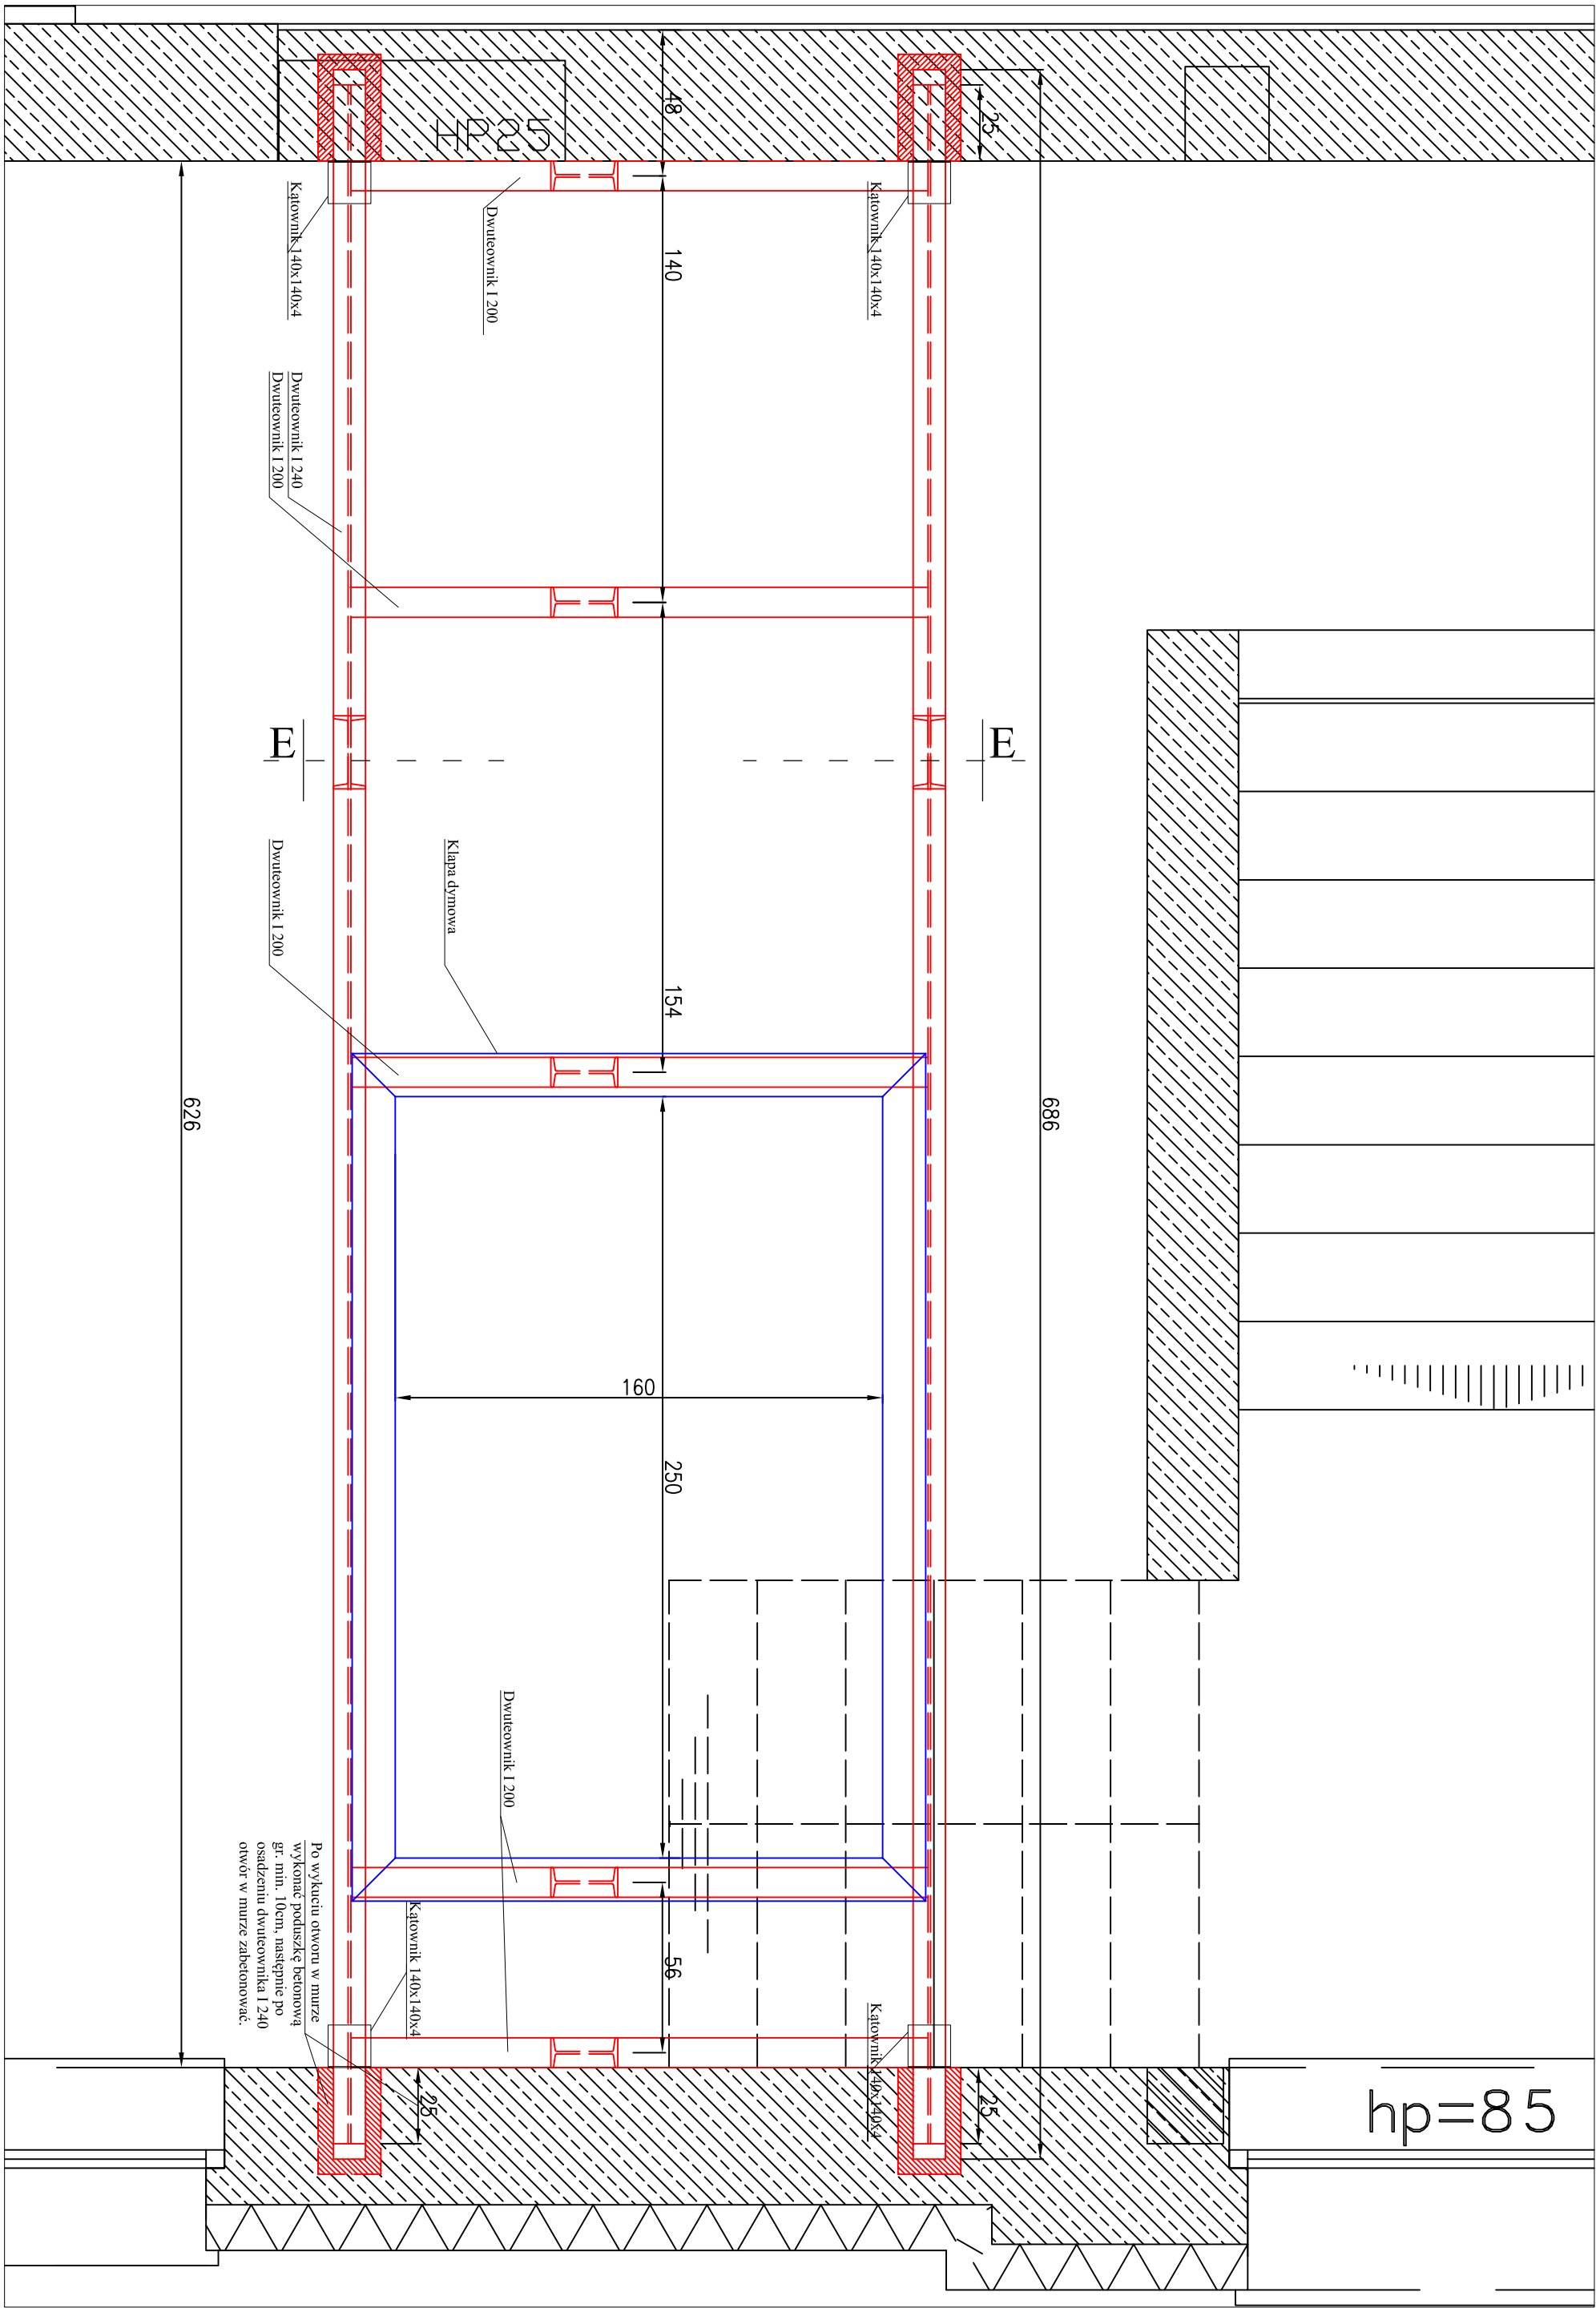 HP25
48
25
Kątownik 140x140x4
Dwuteownik I 200
140
Kątownik 140x140x4
Dwuteownik I 240
Dwuteownik I 200
E
E
Dwuteownik I 200
Klapa dymowa
154
626
686
160
250
Dwuteownik I 200
56
Kątownik 140x140x4
Kątownik 140x140x4
Po wykuciu otworu w murze
wykonać poduszkę betonową
gr. min. 10cm, następnie po
osadzeniu dwuteownika I 240
otwór w murze zabetonować.
25
25
hp=85